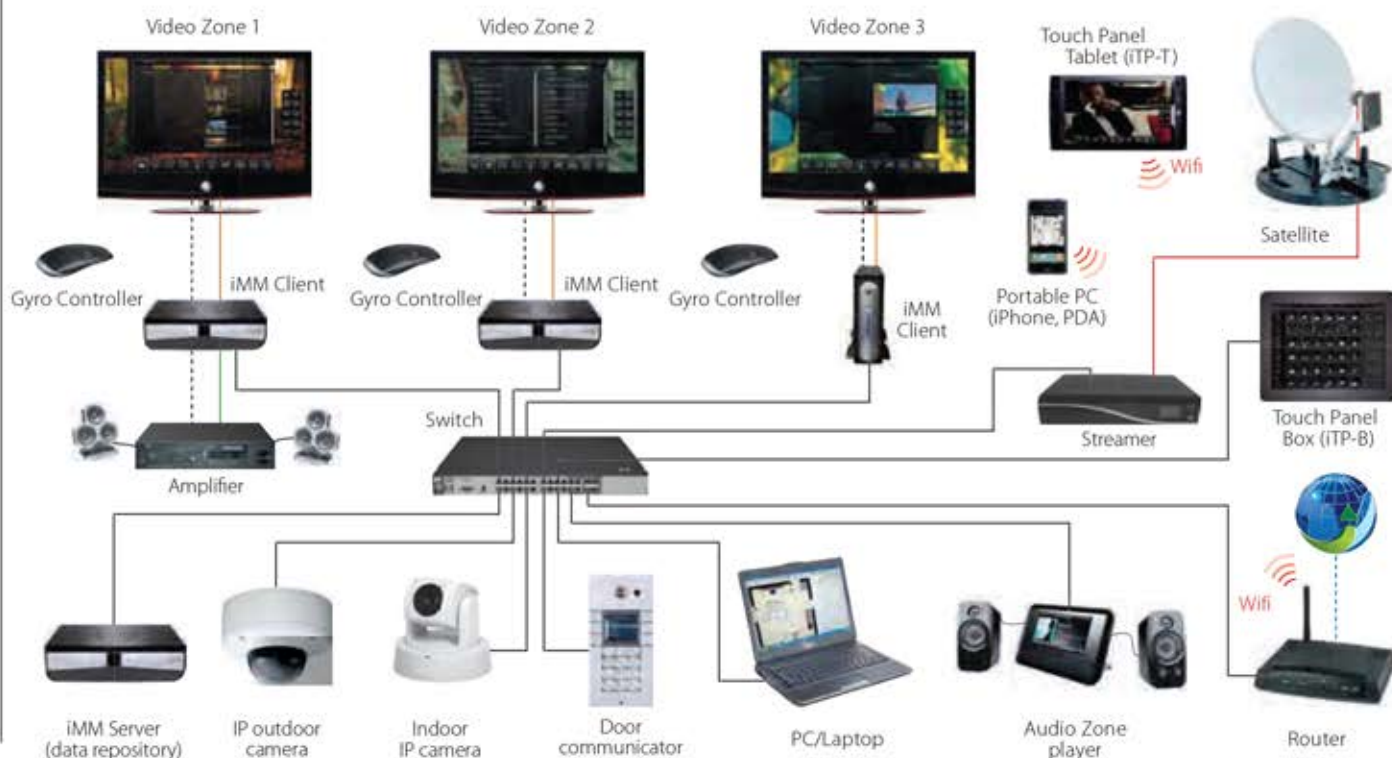 Video Zone 1
Video Zone 2
Video Zone 3
Touch Panel
Tablet (iTP-T)
Wifi
Satellite
Gyro Controller
iMM Client
Gyro Controller
iMM Client
Gyro Controller
iMM
Client
Portable PC
(iPhone, PDA)
Switch
Streamer
Touch Panel
Box (iTP-B)
Amplifier
Wifi
iMM Server
(data repository)
IP outdoor
camera
Indoor
IP camera
Door
communicator
PC/Laptop
Audio Zone
player
Router